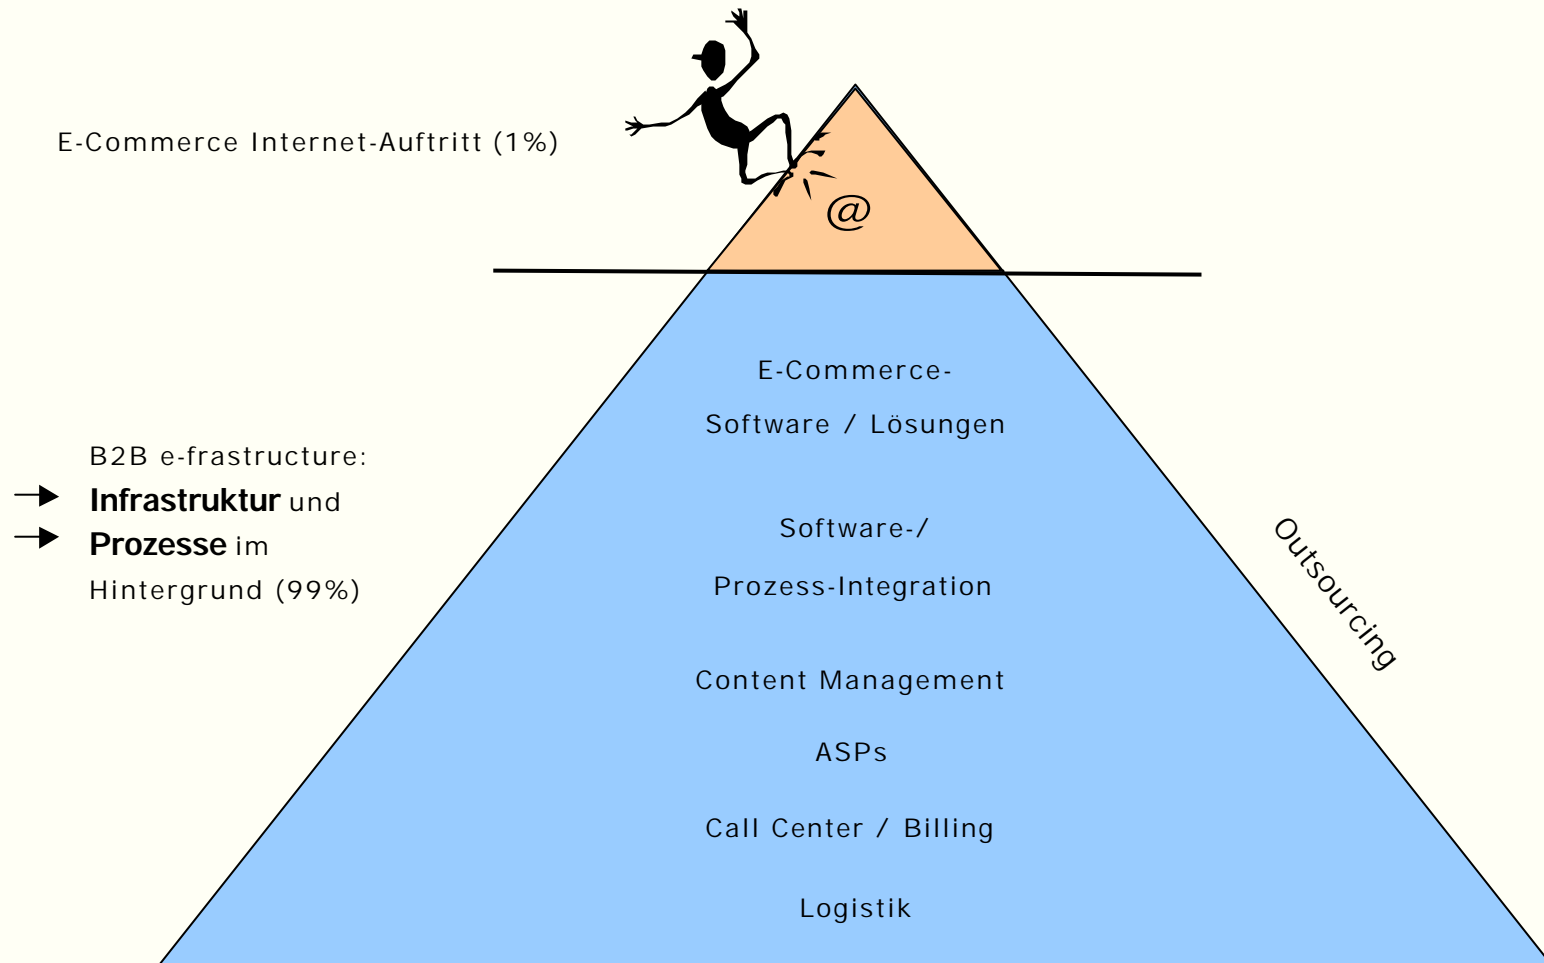 E-Commerce Internet-Auftritt (1%)
@
E-Commerce-
Software / Lösungen
B2B e-frastructure:
Infrastruktur und
Prozesse im
Hintergrund (99%)
Software-/
Prozess-Integration
Outsourcing
Content Management
ASPs
Call Center / Billing
Logistik